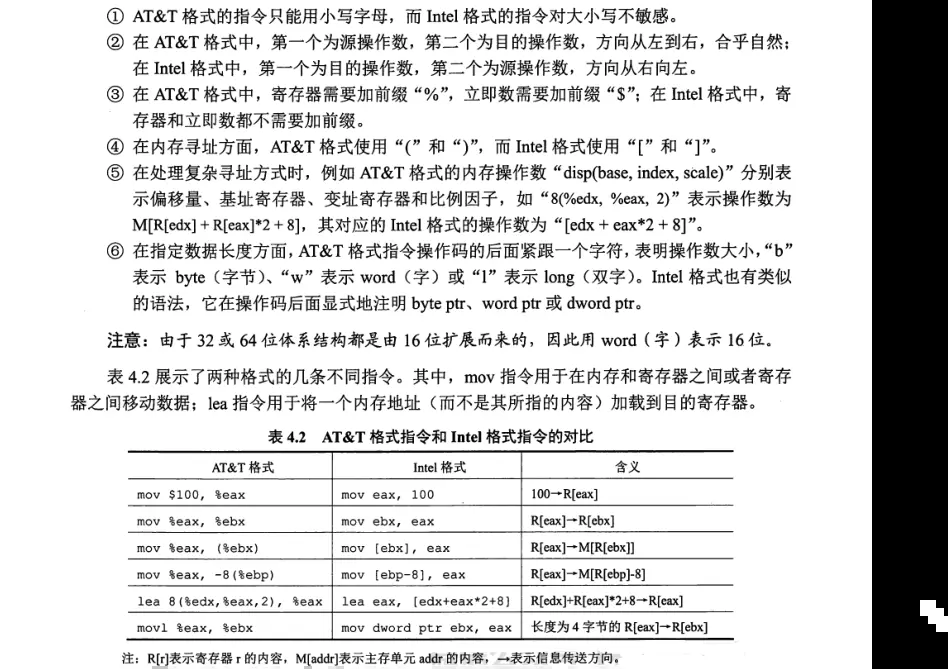 ① AT&T 格式的指令只能用小写字母，而 Intel 格式的指令对大小写不敏感。
② 在 AT&T 格式中，第一个为源操作数，第二个为目的操作数，方向从左到右，合乎自然；
在 Intel 格式中，第一个为目的操作数，第二个为源操作数，方向从右向左。
③ 在 AT&T 格式中，寄存器需要加前缀“%”，立即数需要加前缀“$”；在 Intel 格式中，寄
存器和立即数都不需要加前缀。
④ 在内存寻址方面，AT&T 格式使用“(”和“)”，而 Intel 格式使用“[”和“]”。
⑤ 在处理复杂寻址方式时，例如 AT&T 格式的内存操作数“disp(base, index, scale)”分别表
示偏移量、基址寄存器、变址寄存器和比例因子，如“8(%edx, %eax, 2)”表示操作数为
M[R[edx] + R[eax]*2 + 8]，其对应的 Intel 格式的操作数为“[edx + eax*2 + 8]”。
⑥ 在指定数据长度方面，AT&T 格式指令操作码的后面紧跟一个字符，表明操作数大小，“b”
表示 byte（字节）、“w”表示 word（字）或“l”表示 long（双字）。Intel 格式也有类似
的语法，它在操作码后面显式地注明 byte ptr、word ptr 或 dword ptr。
注意：由于 32 或 64 位体系结构都是由 16 位扩展而来的，因此用 word（字）表示 16 位。
表 4.2 展示了两种格式的几条不同指令。其中，mov 指令用于在内存和寄存器之间或者寄存
器之间移动数据；lea 指令用于将一个内存地址（而不是其所指的内容）加载到目的寄存器。
表 4.2 AT&T 格式指令和 Intel 格式指令的对比
AT&T 格式 Intel 格式 含义
mov $100, %eax mov eax, 100 100→R[eax]
mov %eax, %ebx mov ebx, eax R[eax]→R[ebx]
mov %eax, (%ebx) mov [ebx], eax R[eax]→M[R[ebx]]
mov %eax, -8(%ebp) mov [ebp-8], eax R[eax]→M[R[ebp]-8]
lea 8(%edx,%eax,2), %eax lea eax, [edx+eax*2+8] R[edx]+R[eax]*2+8→R[eax]
movl %eax, %ebx mov dword ptr ebx, eax 长度为 4 字节的 R[eax]→R[ebx]
注：R[r]表示寄存器 r 的内容，M[addr]表示主存单元 addr 的内容，→表示信息传送方向。